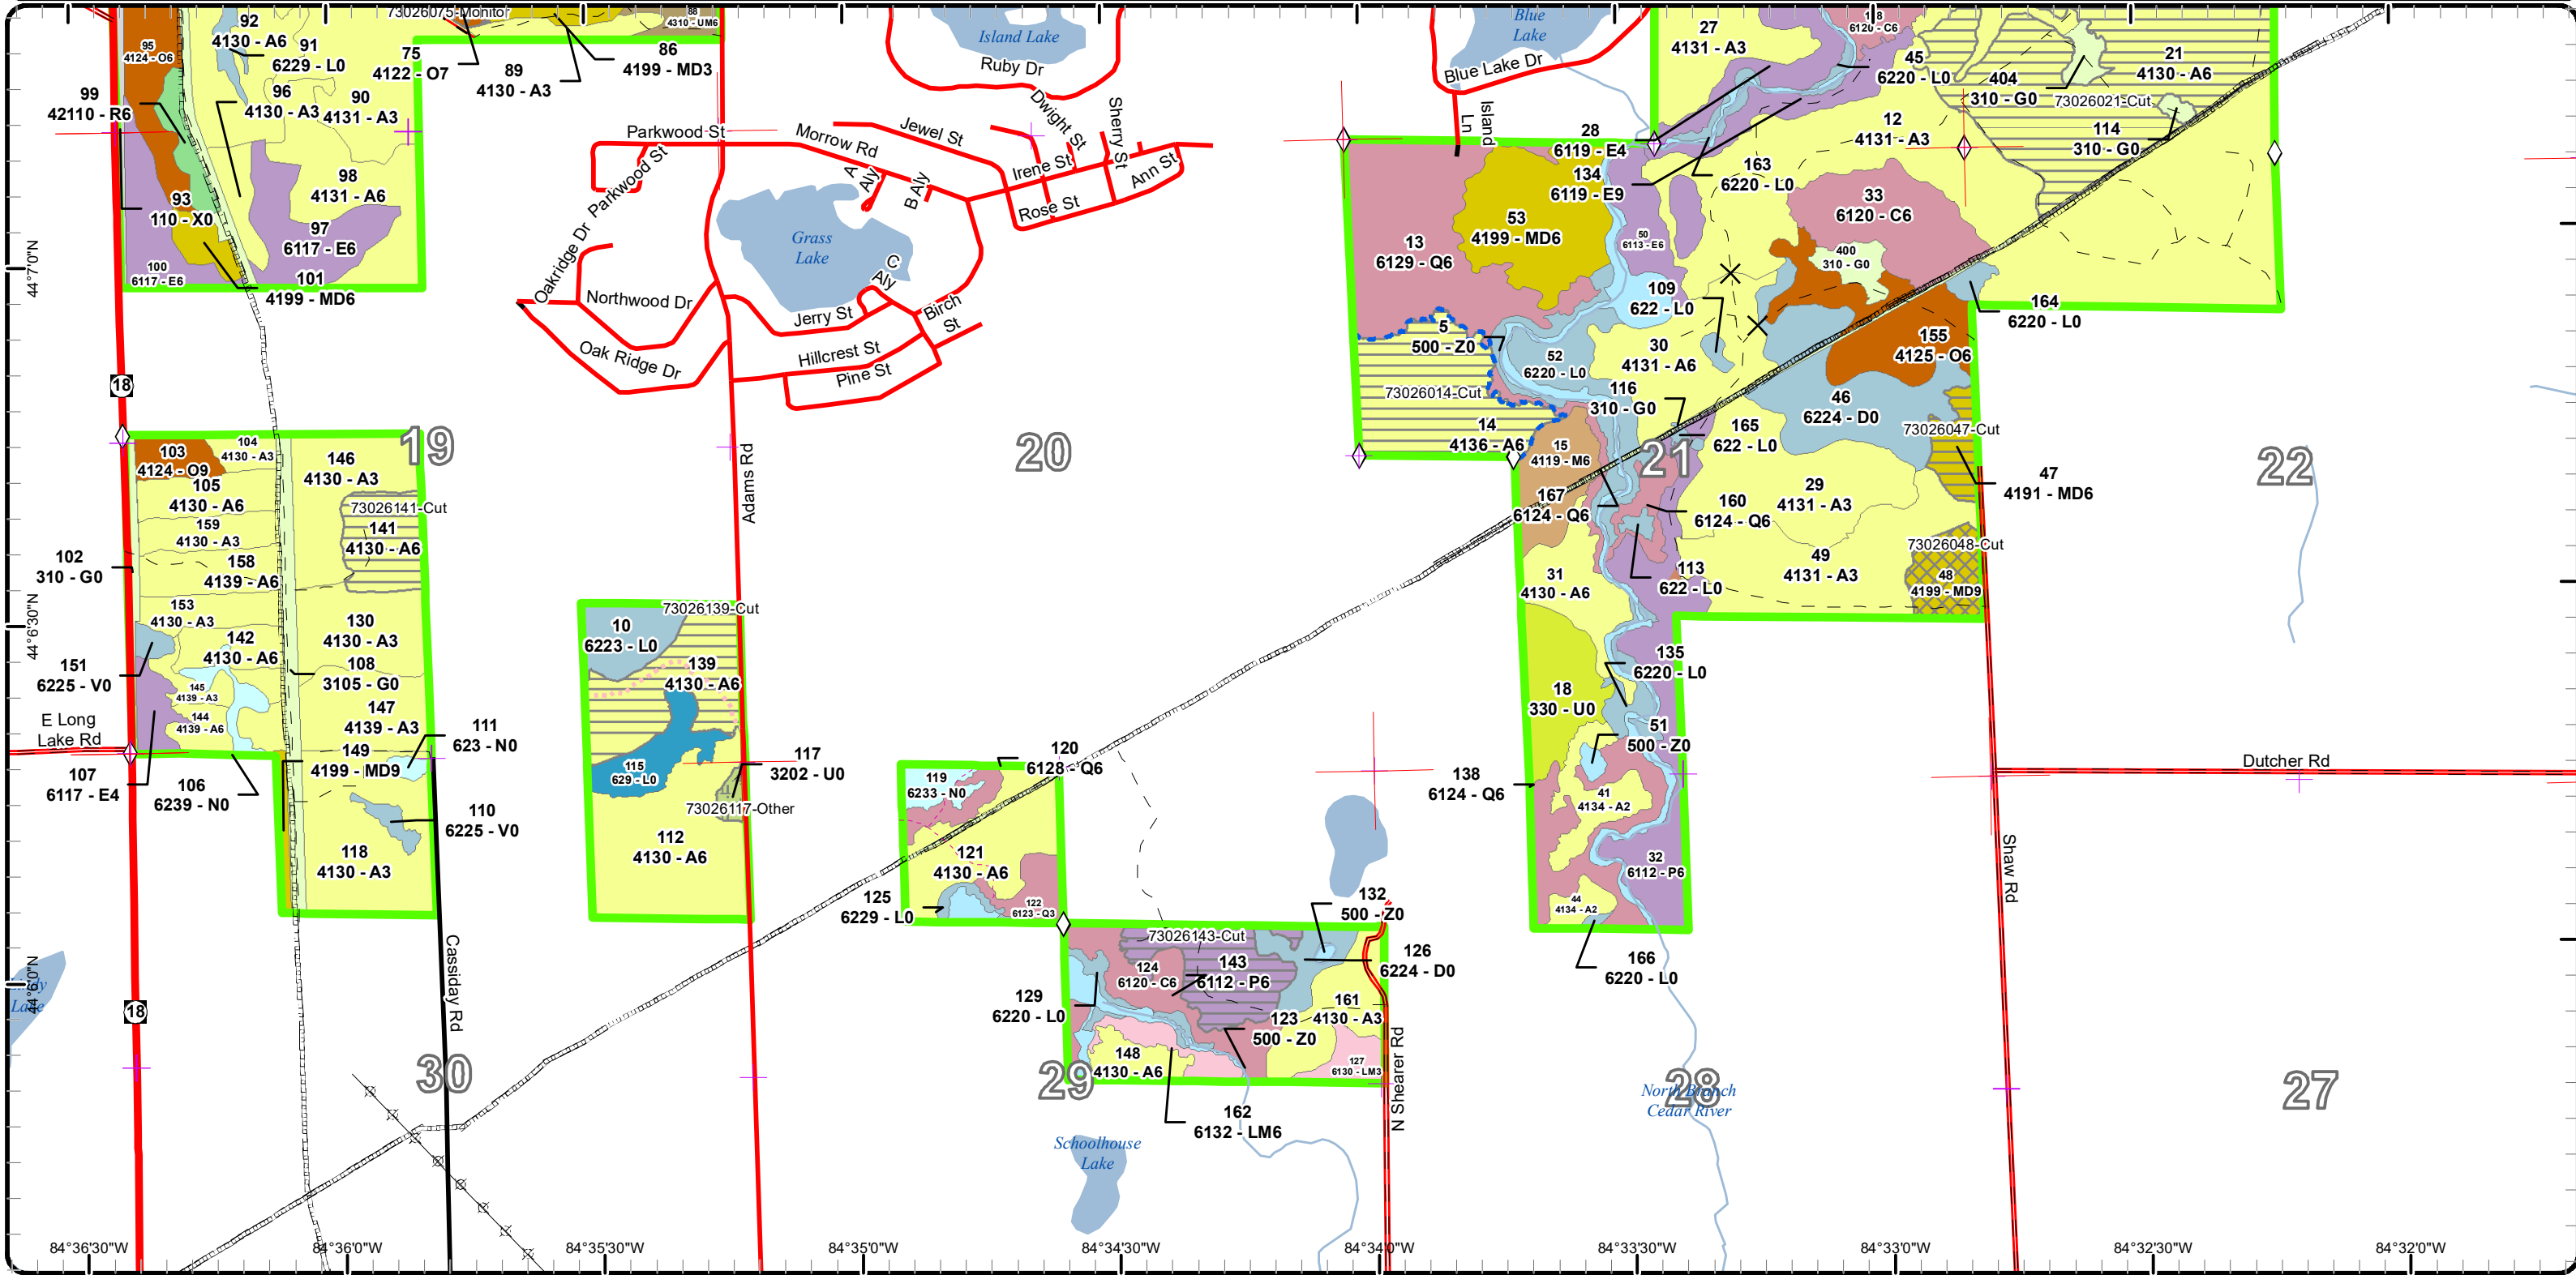 73026075-Monitor
88
4310 - UM6
92
4130 - A6
91
6229 - L0
95
4124 - O6
75
4122 - O7
86
4199 - MD3
89
4130 - A3
99
42110 - R6
96
4130 - A3
90
4131 - A3
98
4131 - A6
93
110 - X0
97
6117 - E6
100
6117 - E6
101
4199 - MD6
Island Lake
Ruby Dr
Parkwood St
Morrow Rd
Jewel St
Dwight St
Sherry St
Irene St
Ann St
Rose St
A Aly
B Aly
C Aly
Parkwood St
Oakridge Dr
Grass
Lake
Northwood Dr
Oak Ridge Dr
Jerry St
Hillcrest St
Pine St
Birch
St
Blue
Lake
Blue Lake Dr
Island
Ln
27
4131 - A3
6120 - C6
45
6220 - L0
404
310 - G0
21
4130 - A6
73026021-Cut
12
4131 - A3
114
310 - G0
28
6119 - E4
134
6119 - E9
163
6220 - L0
33
6120 - C6
53
4199 - MD6
13
6129 - Q6
50
6113 - E6
400
310 - G0
109
622 - L0
164
6220 - L0
5
500 - Z0
30
4131 - A6
155
4125 - O6
52
6220 - L0
73026014-Cut
116
310 - G0
46
6224 - D0
14
4136 - A6
165
622 - L0
73026047-Cut
15
4119 - M6
21
47
4191 - MD6
167
6124 - Q6
160
6124 - Q6
29
4131 - A3
73026048-Cut
49
4131 - A3
48
4199 - MD9
31
4130 - A6
113
622 - L0
135
6220 - L0
18
330 - U0
51
500 - Z0
138
6124 - Q6
41
4134 - A2
32
6112 - P6
44
4134 - A2
166
6220 - L0
18
19
20
22
103
4124 - O9
104
4130 - A3
146
4130 - A3
105
4130 - A6
73026141-Cut
141
4130 - A6
159
4130 - A3
102
310 - G0
158
4139 - A6
153
4130 - A3
130
4130 - A3
142
4130 - A6
151
6225 - V0
108
3105 - G0
145
4139 - A3
144
4139 - A6
147
4139 - A3
E Long
Lake Rd
149
4199 - MD9
111
623 - N0
107
6117 - E4
106
6239 - N0
110
6225 - V0
118
4130 - A3
Adams Rd
73026139-Cut
10
6223 - L0
139
4130 - A6
115
629 - L0
117
3202 - U0
73026117-Other
112
4130 - A6
120
6128 - Q6
119
6233 - N0
121
4130 - A6
125
6229 - L0
122
6123 - Q3
132
500 - Z0
73026143-Cut
126
6224 - D0
124
6120 - C6
143
6112 - P6
129
6220 - L0
161
4130 - A3
123
500 - Z0
148
4130 - A6
127
6130 - LM3
162
6132 - LM6
Dutcher Rd
Shaw Rd
N Shearer Rd
Cassiday Rd
Lake
18
30
29
28
27
North Branch
Cedar River
Schoolhouse
Lake
44°7'0"N
44°6'30"N
44°6'0"N
84°36'30"W
84°36'0"W
84°35'30"W
84°35'0"W
84°34'30"W
84°34'0"W
84°33'30"W
84°33'0"W
84°32'30"W
84°32'0"W